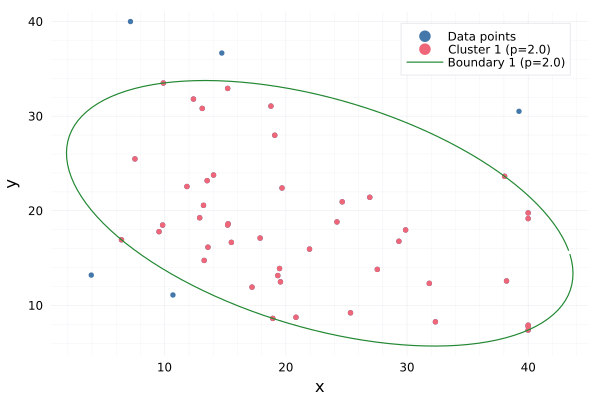 40
30
20
10
y
10 20 30 40
x
Data points
Cluster 1 (p=2.0)
Boundary 1 (p=2.0)